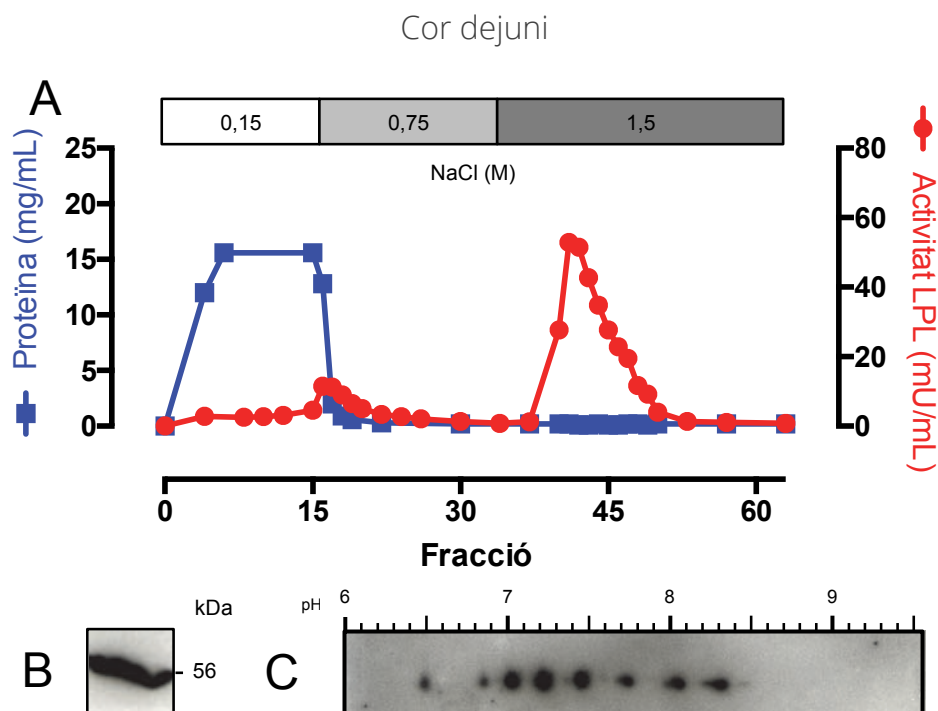 Cor dejuni
A
0,15 0,75 1,5
NaCl (M)
Proteïna (mg/mL)
25
20
15
10
5
0
80
60
40
20
0
Activitat LPL (mU/mL)
0 15 30 45 60
Fracció
B
kDa
56
C
pH
6 7 8 9